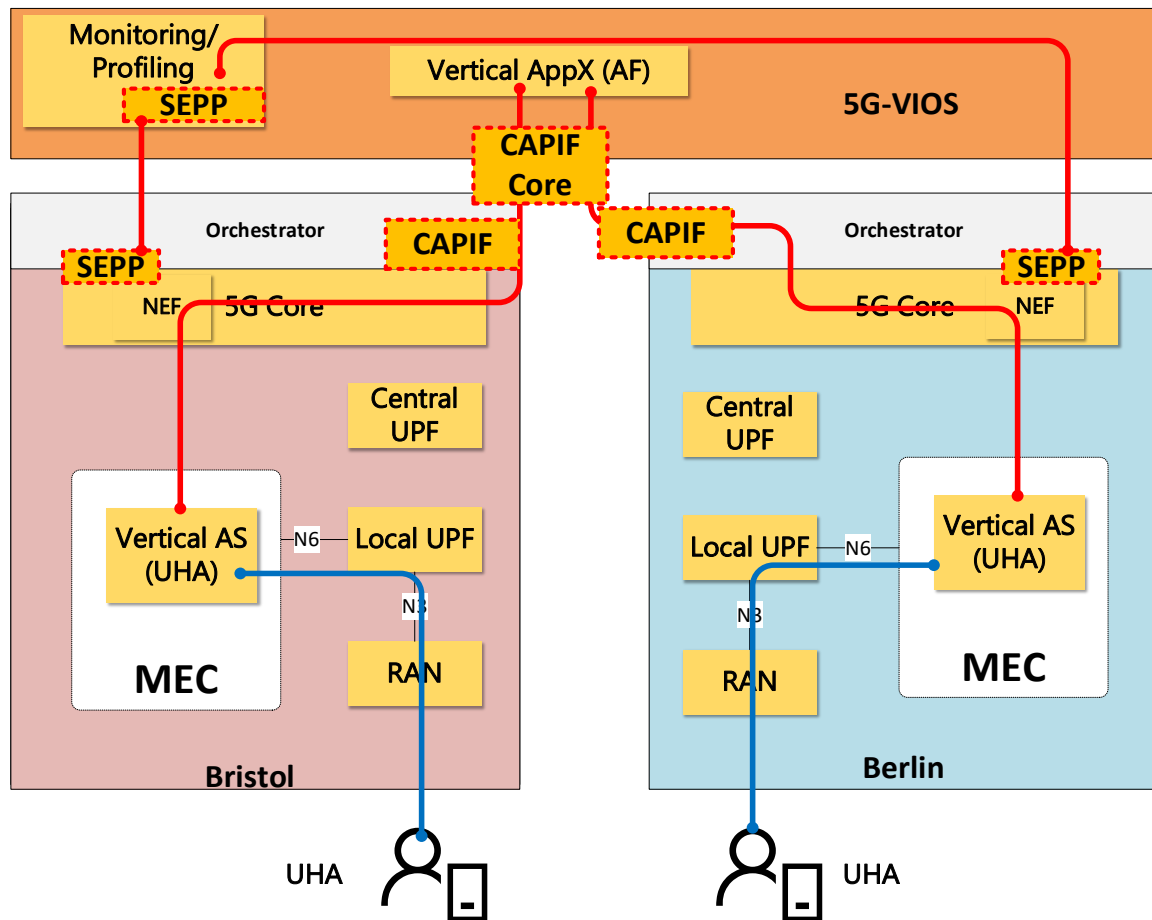 Monitoring/
Profiling
SEPP
Vertical AppX (AF)
5G-VIOS
CAPIF
Core
Orchestrator
CAPIF
CAPIF
Orchestrator
SEPP
SEPP
NEF
5G Core
5G Core
NEF
Central
UPF
Central
UPF
Vertical AS
(UHA)
N6
Local UPF
Local UPF
N6
Vertical AS
(UHA)
N3
N3
MEC
RAN
RAN
MEC
Bristol
Berlin
UHA
UHA